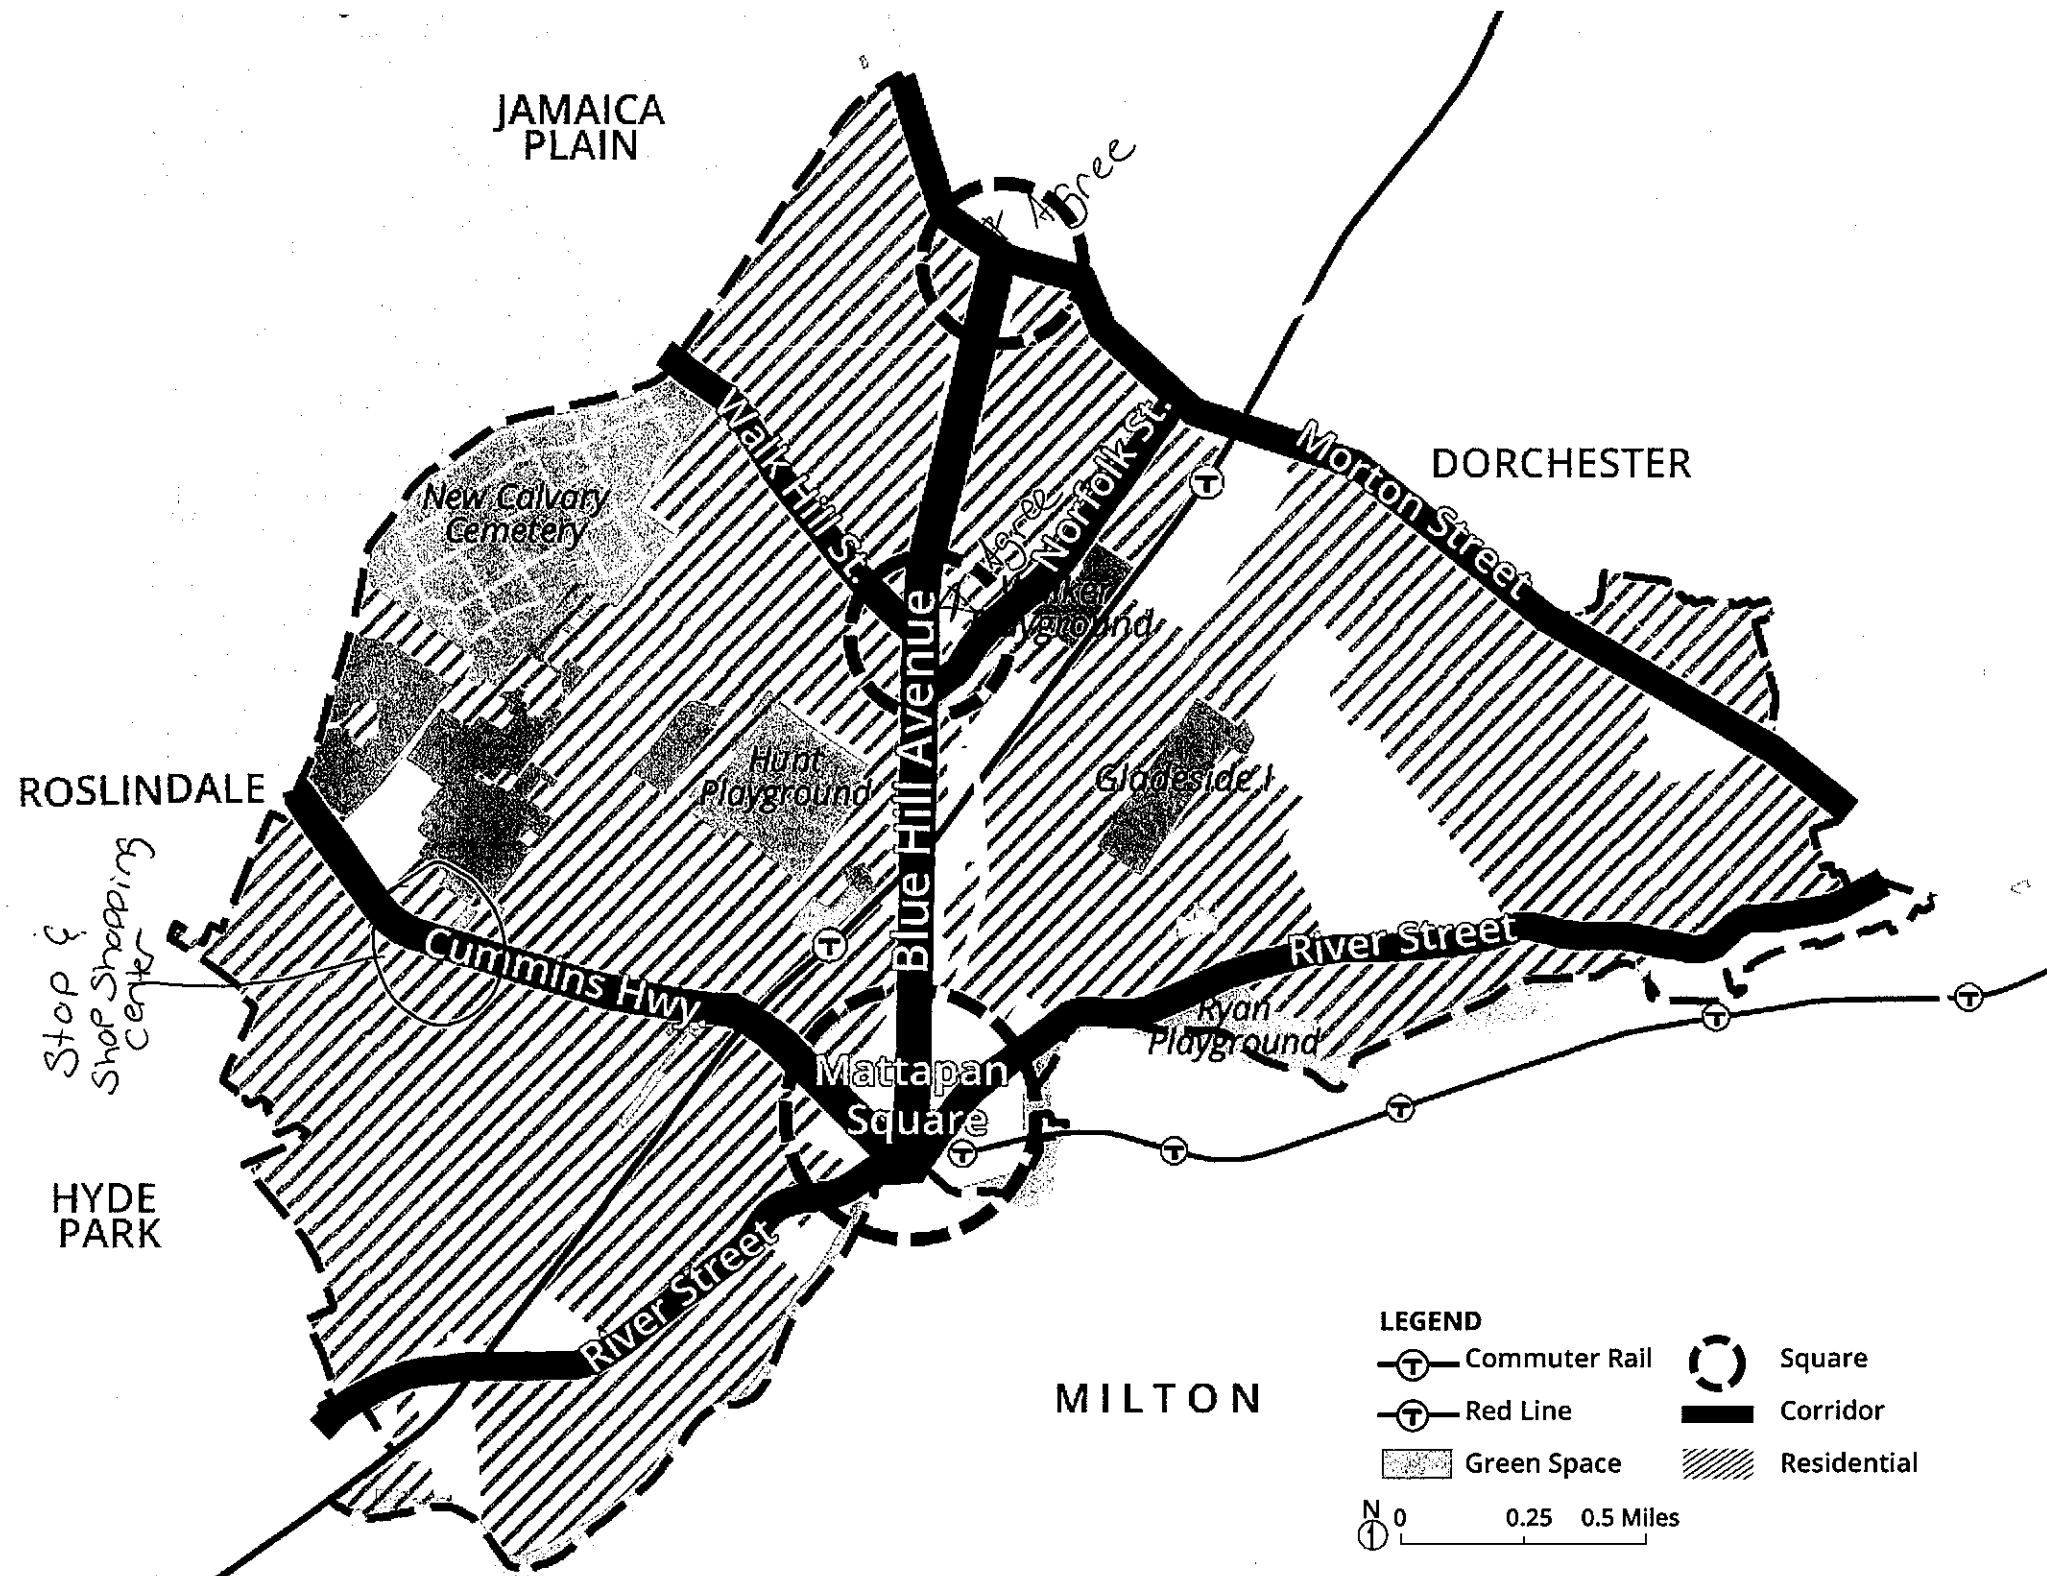 JAMAICA
PLAIN
Agree
Walk Hill St.
Norfolk St.
Morton Street
DORCHESTER
New Calvary
Cemetery
Agree
Blue Hill Avenue
Hunt
Playground
Gladeside I
ROSLINDALE
Stop &
Shop Shopping
Center
Cummins Hwy
River Street
Ryan
Playground
Mattapan
Square
HYDE
PARK
River Street
MILTON
LEGEND
Commuter Rail
Red Line
Green Space
Square
Corridor
Residential
N
0 0.25 0.5 Miles